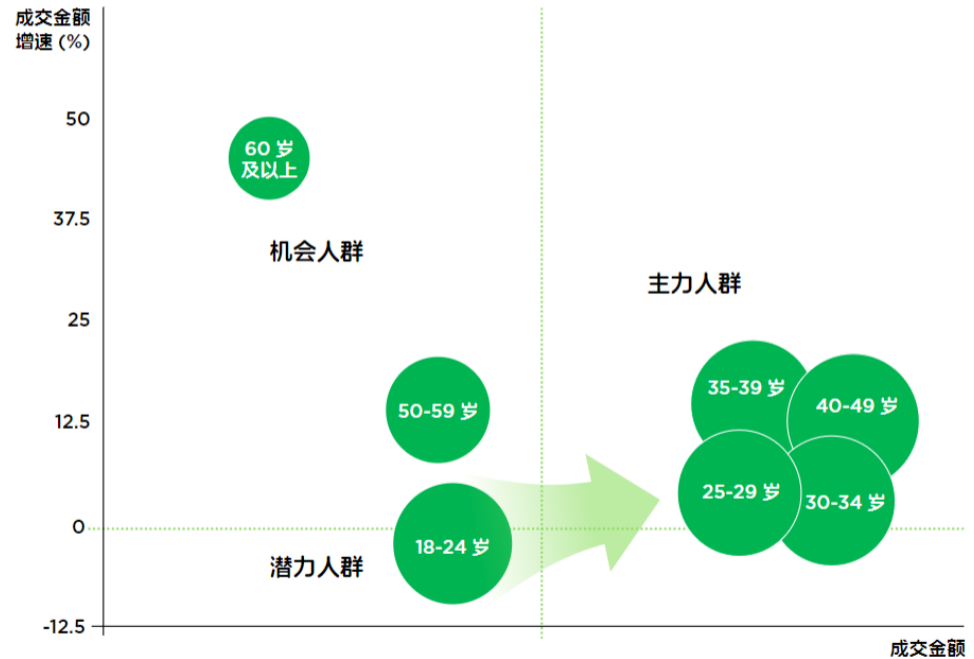 成交金额
增速 (%)
50
60 岁
及以上
37.5
机会人群
主力人群
25
35-39 岁
40-49 岁
50-59 岁
12.5
25-29 岁
30-34 岁
0
18-24 岁
潜力人群
-12.5
成交金额